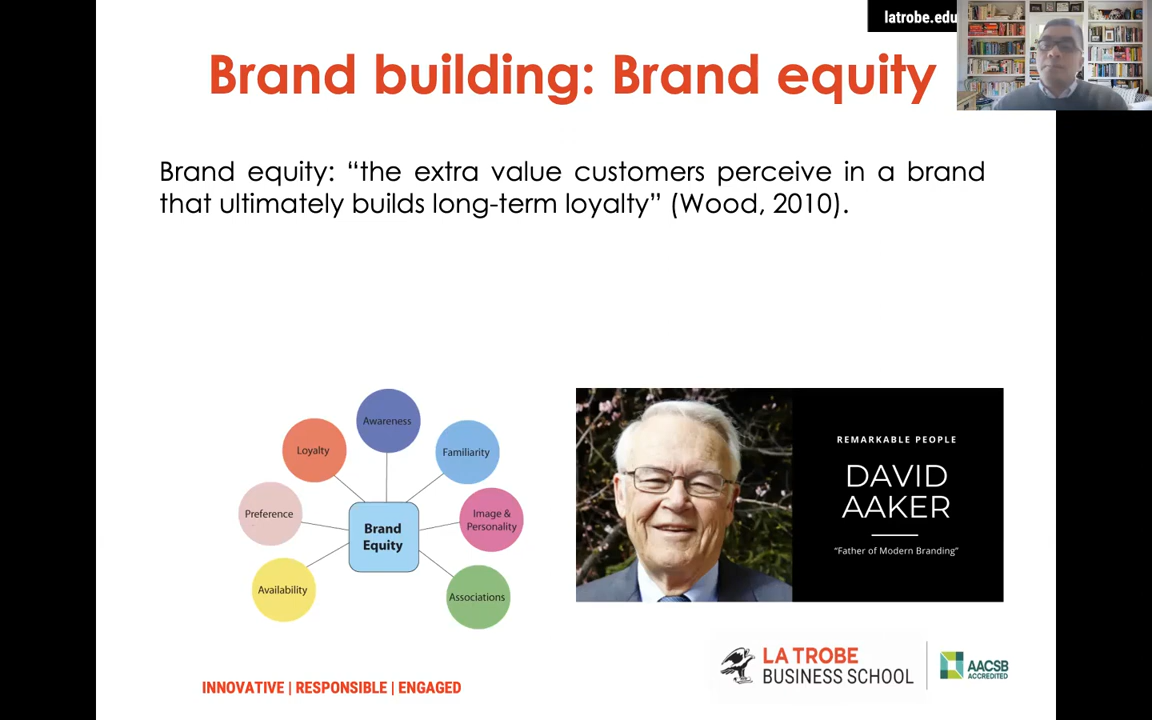 latrobe.edu
Brand building: Brand equity
Brand equity: “the extra value customers perceive in a brand
that ultimately builds long-term loyalty” (Wood, 2010).
Awareness
Loyalty
Familiarity
Preference
Image &
Personality
Brand
Equity
Availability
Associations
REMARKABLE PEOPLE
DAVID
AAKER
“Father of Modern Branding”
LA TROBE
BUSINESS SCHOOL
AACSB
ACCREDITED
INNOVATIVE | RESPONSIBLE | ENGAGED